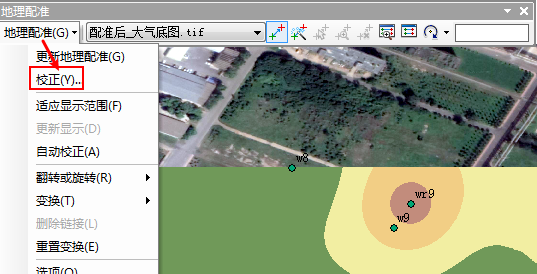 地理配准
地理配准(G)
配准后_大气底图.tif
更新地理配准(G)
校正(Y)..
适应显示范围(F)
更新显示(D)
自动校正(A)
翻转或旋转(R)
变换(T)
删除链接(L)
重置变换(E)
选项(O)
w8
wr9
w9